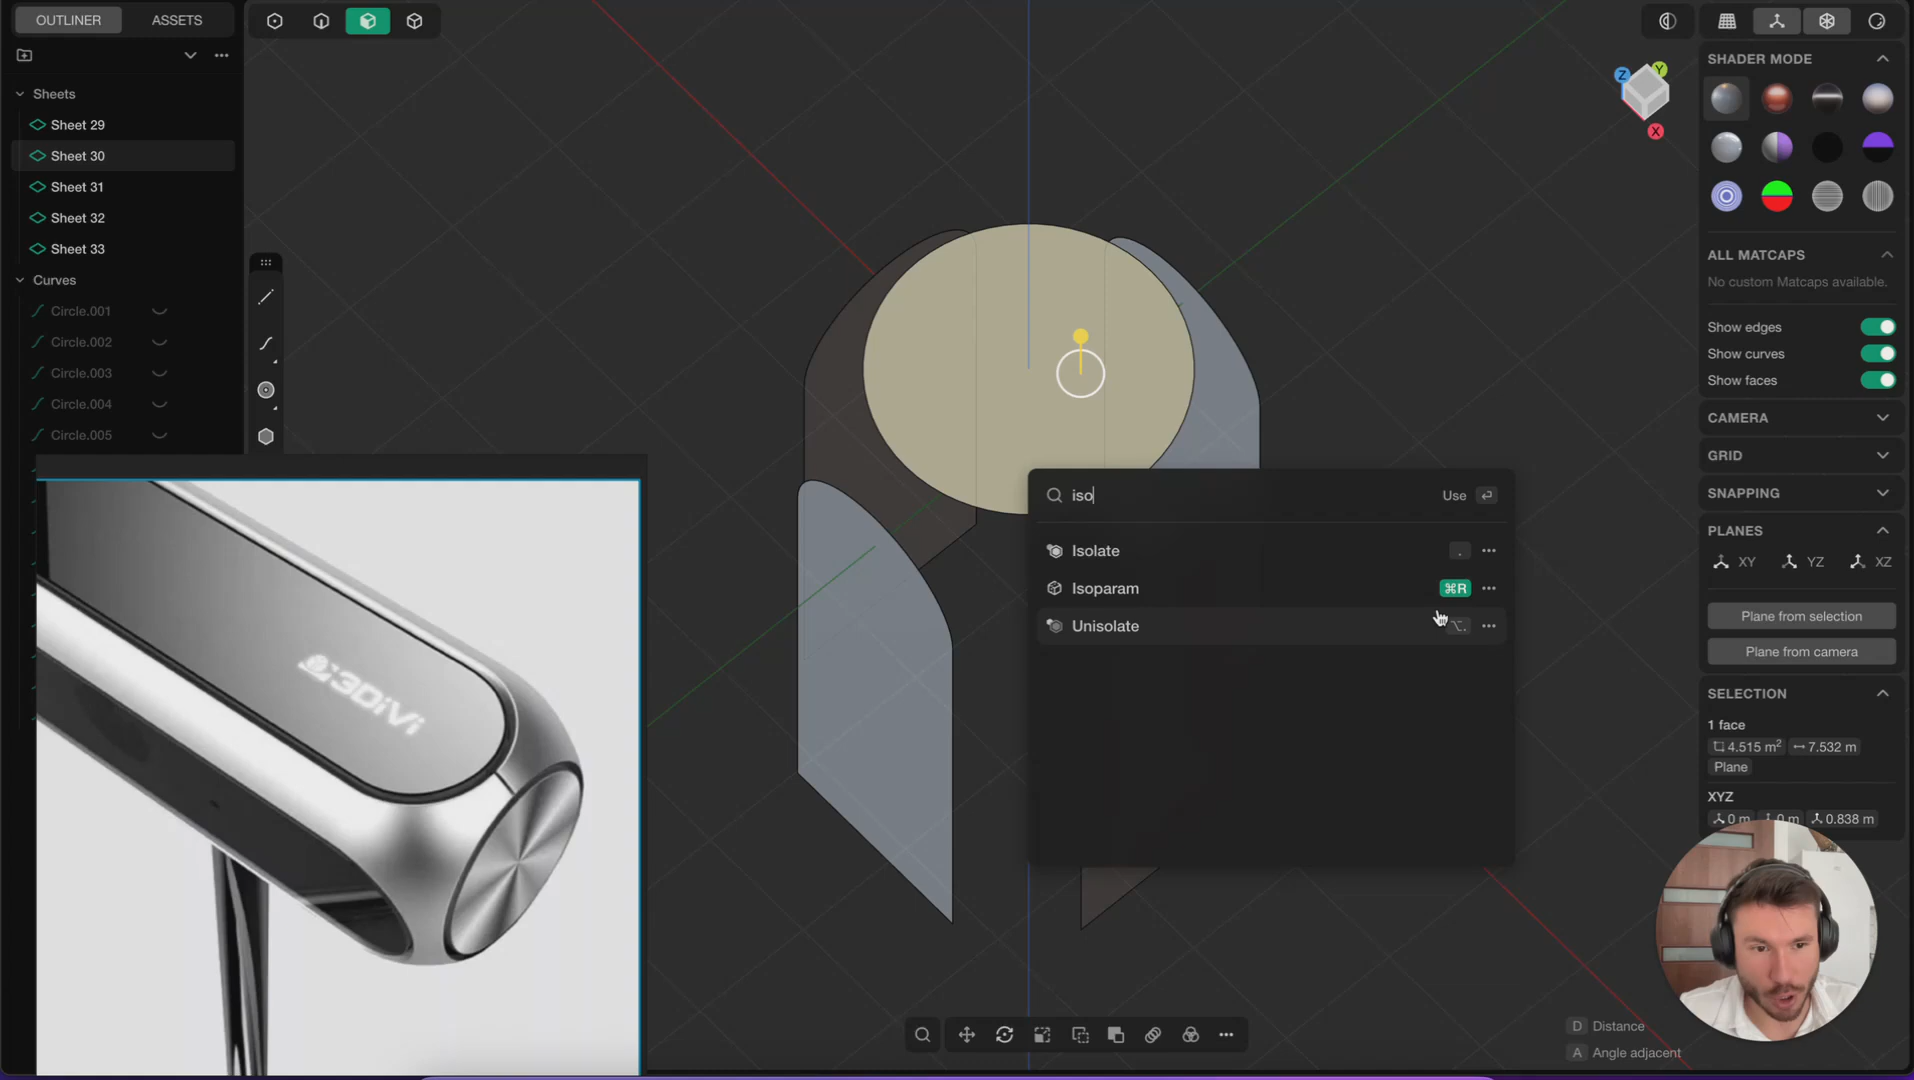 OUTLINER
ASSETS
Sheets
Sheet 29
Sheet 30
Sheet 31
Sheet 32
Sheet 33
Curves
Circle.001
Circle.002
Circle.003
Circle.004
Circle.005
3DiVi
Z
Y
X
iso
Use
Isolate
.
Isoparam
⌘R
Unisolate
⌥.
SHADER MODE
ALL MATCAPS
No custom Matcaps available.
Show edges
Show curves
Show faces
CAMERA
GRID
SNAPPING
PLANES
XY
YZ
XZ
Plane from selection
Plane from camera
SELECTION
1 face
4.515 m²
7.532 m
Plane
XYZ
0 m
0 m
0.838 m
D Distance
A Angle adjacent